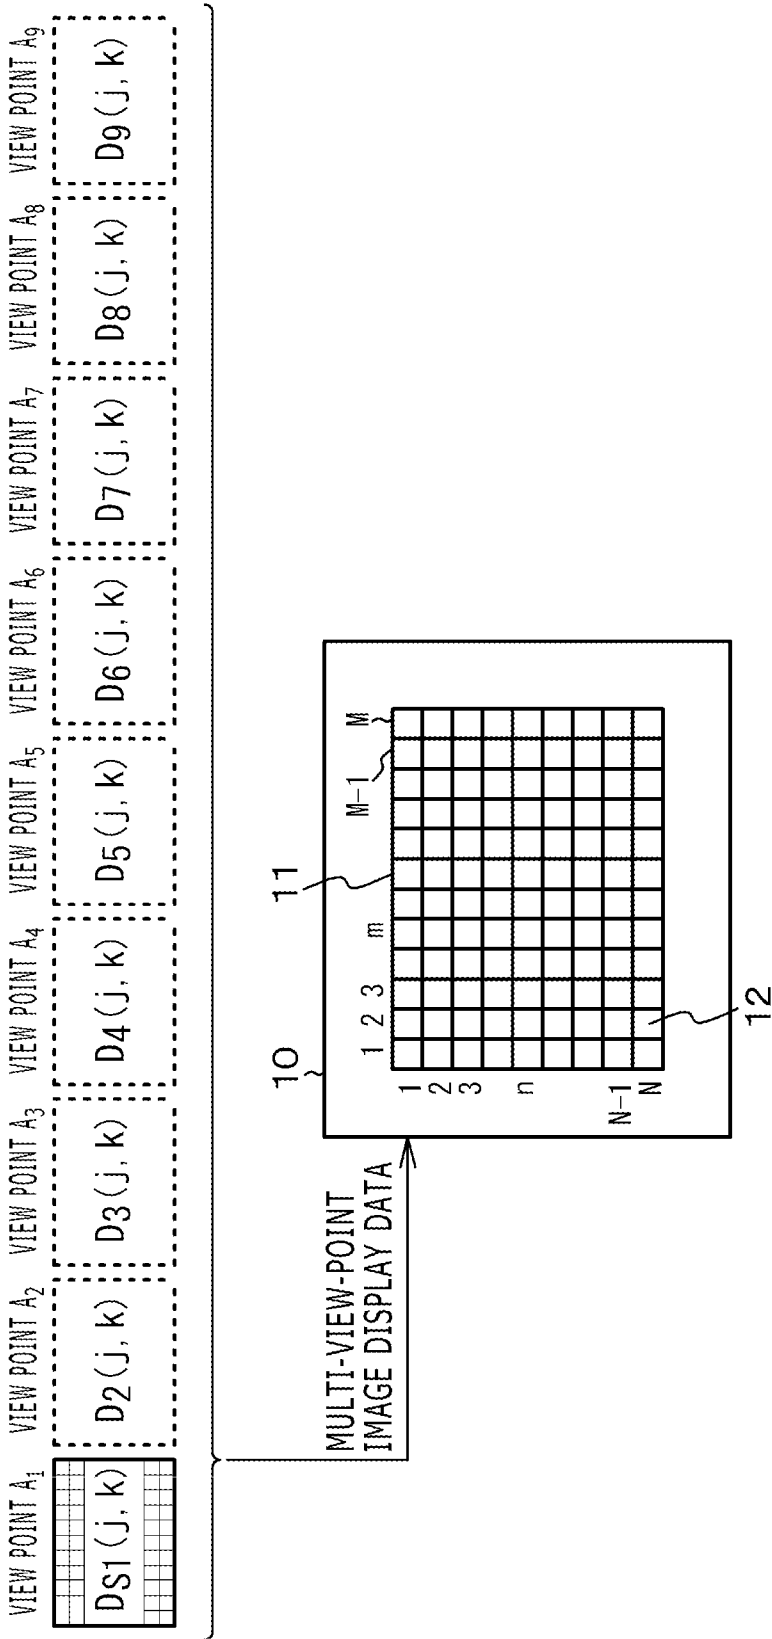 VIEW POINT A1
VIEW POINT A2
VIEW POINT A3
VIEW POINT A4
VIEW POINT A5
VIEW POINT A6
VIEW POINT A7
VIEW POINT A8
VIEW POINT A9
DS1(j, k)
D2(j, k)
D3(j, k)
D4(j, k)
D5(j, k)
D6(j, k)
D7(j, k)
D8(j, k)
D9(j, k)
MULTI-VIEW-POINT
IMAGE DISPLAY DATA
10
11
1 2 3 m M-1 M
1
2
3
n
N-1
N
12